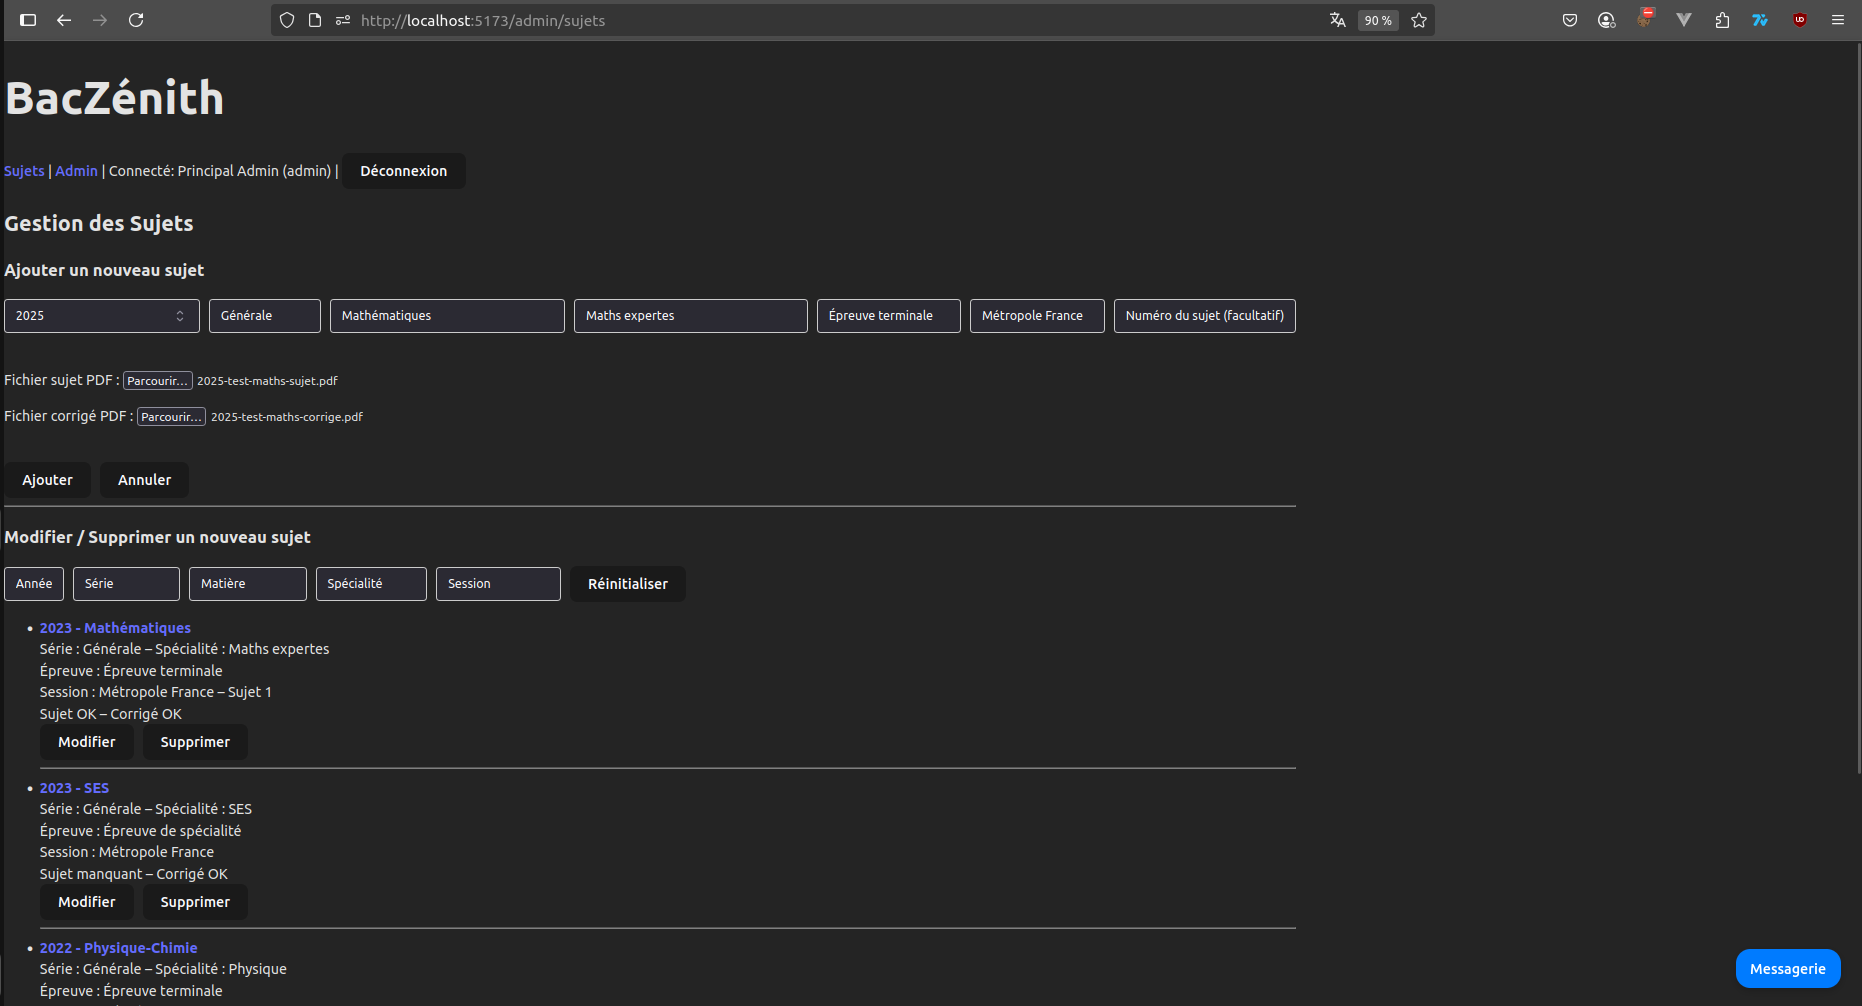 http://localhost:5173/admin/sujets
90 %
BacZénith
Sujets | Admin | Connecté: Principal Admin (admin) | Déconnexion
Gestion des Sujets
Ajouter un nouveau sujet
2025 Générale Mathématiques Maths expertes Épreuve terminale Métropole France Numéro du sujet (facultatif)
Fichier sujet PDF : Parcourir... 2025-test-maths-sujet.pdf
Fichier corrigé PDF : Parcourir... 2025-test-maths-corrige.pdf
Ajouter Annuler
Modifier / Supprimer un nouveau sujet
Année Série Matière Spécialité Session Réinitialiser
• 2023 - Mathématiques
Série : Générale – Spécialité : Maths expertes
Épreuve : Épreuve terminale
Session : Métropole France – Sujet 1
Sujet OK – Corrigé OK
Modifier Supprimer
• 2023 - SES
Série : Générale – Spécialité : SES
Épreuve : Épreuve de spécialité
Session : Métropole France
Sujet manquant – Corrigé OK
Modifier Supprimer
• 2022 - Physique-Chimie
Série : Générale – Spécialité : Physique
Épreuve : Épreuve terminale
Messagerie